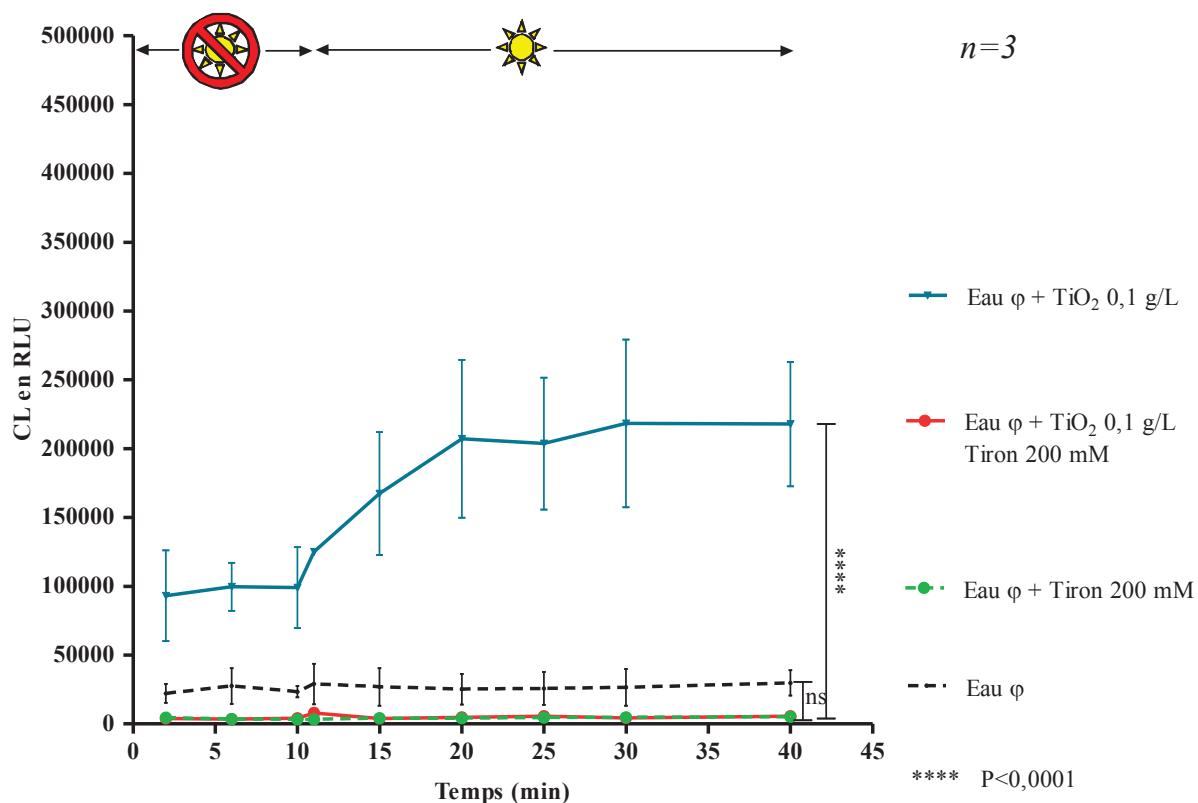 n=3
500000
450000
400000
350000
300000
250000
200000
150000
100000
50000
0
CL en RLU
0 5 10 15 20 25 30 35 40 45
Temps (min)
****
ns
Eau φ + TiO₂ 0,1 g/L
Eau φ + TiO₂ 0,1 g/L
Tiron 200 mM
Eau φ + Tiron 200 mM
Eau φ
**** P<0,0001